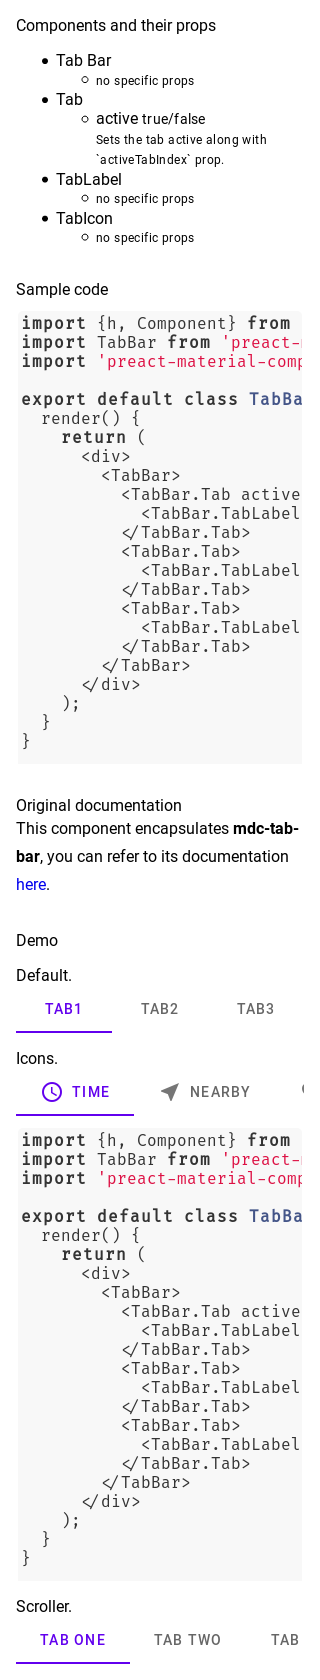 Components and their props
Tab Bar
no specific props
Tab
active true/false
Sets the tab active along with
`activeTabIndex` prop.
TabLabel
no specific props
TabIcon
no specific props
Sample code
import {h, Component} from
import TabBar from 'preact-
import 'preact-material-comp
export default class TabBa
render() {
return (
<div>
<TabBar>
<TabBar.Tab active
<TabBar.TabLabel
</TabBar.Tab>
<TabBar.Tab>
<TabBar.TabLabel
</TabBar.Tab>
<TabBar.Tab>
<TabBar.TabLabel
</TabBar.Tab>
</TabBar>
</div>
);
}
}
Original documentation
This component encapsulates mdc-tab-
bar, you can refer to its documentation
here.
Demo
Default.
TAB1 TAB2 TAB3
Icons.
TIME NEARBY
import {h, Component} from
import TabBar from 'preact-
import 'preact-material-comp
export default class TabBa
render() {
return (
<div>
<TabBar>
<TabBar.Tab active
<TabBar.TabLabel
</TabBar.Tab>
<TabBar.Tab>
<TabBar.TabLabel
</TabBar.Tab>
<TabBar.Tab>
<TabBar.TabLabel
</TabBar.Tab>
</TabBar>
</div>
);
}
}
Scroller.
TAB ONE TAB TWO TAB